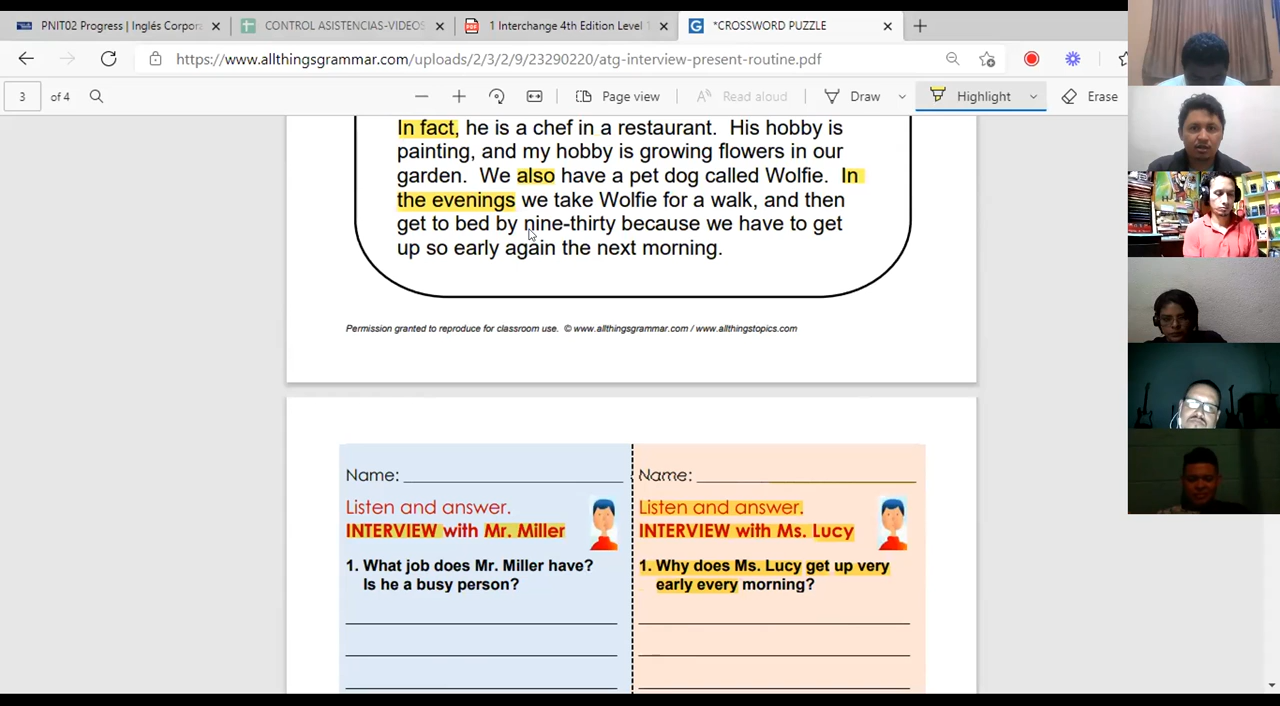 PNIT02 Progress | Inglés Corpora
CONTROL ASISTENCIAS-VIDEOS
1 Interchange 4th Edition Level 1
*CROSSWORD PUZZLE
https://www.allthingsgrammar.com/uploads/2/3/2/9/23290220/atg-interview-present-routine.pdf
3 of 4
Page view
Read aloud
Draw
Highlight
Erase
In fact, he is a chef in a restaurant. His hobby is
painting, and my hobby is growing flowers in our
garden. We also have a pet dog called Wolfie. In
the evenings we take Wolfie for a walk, and then
get to bed by nine-thirty because we have to get
up so early again the next morning.
Permission granted to reproduce for classroom use. © www.allthingsgrammar.com / www.allthingstopics.com
Name:
Listen and answer.
INTERVIEW with Mr. Miller
1. What job does Mr. Miller have?
Is he a busy person?
Name:
Listen and answer.
INTERVIEW with Ms. Lucy
1. Why does Ms. Lucy get up very
early every morning?